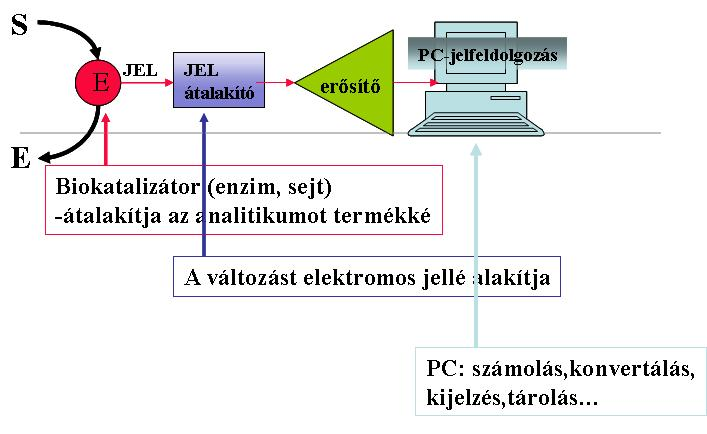 S
E
JEL
JEL
átalakító
erősítő
PC-jelfeldolgozás
E
Biokatalizátor (enzim, sejt)
-átalakítja az analitikumot termékké
A változást elektromos jellé alakítja
PC: számolás,konvertálás,
kijelzés,tárolás…